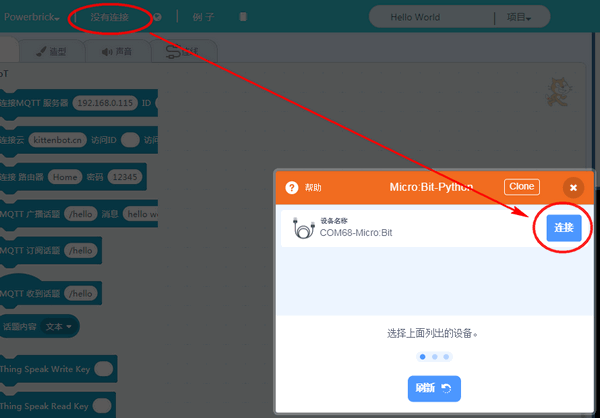 Powerbrick 没有连接 例子 Hello World 项目
造型 声音
oT
连接MQTT 服务器 192.168.0.115 ID
连接云 kittenbot.cn 访问ID 访问
连接 路由器 Home 密码 12345
MQTT 广播话题 /hello 消息 hello wo
MQTT 订阅话题 /hello
MQTT 收到话题 /hello
话题内容 文本
Thing Speak Write Key
Thing Speak Read Key
? 帮助 Micro:Bit-Python Clone
设备名称
COM68-Micro:Bit
连接
选择上面列出的设备。
刷新